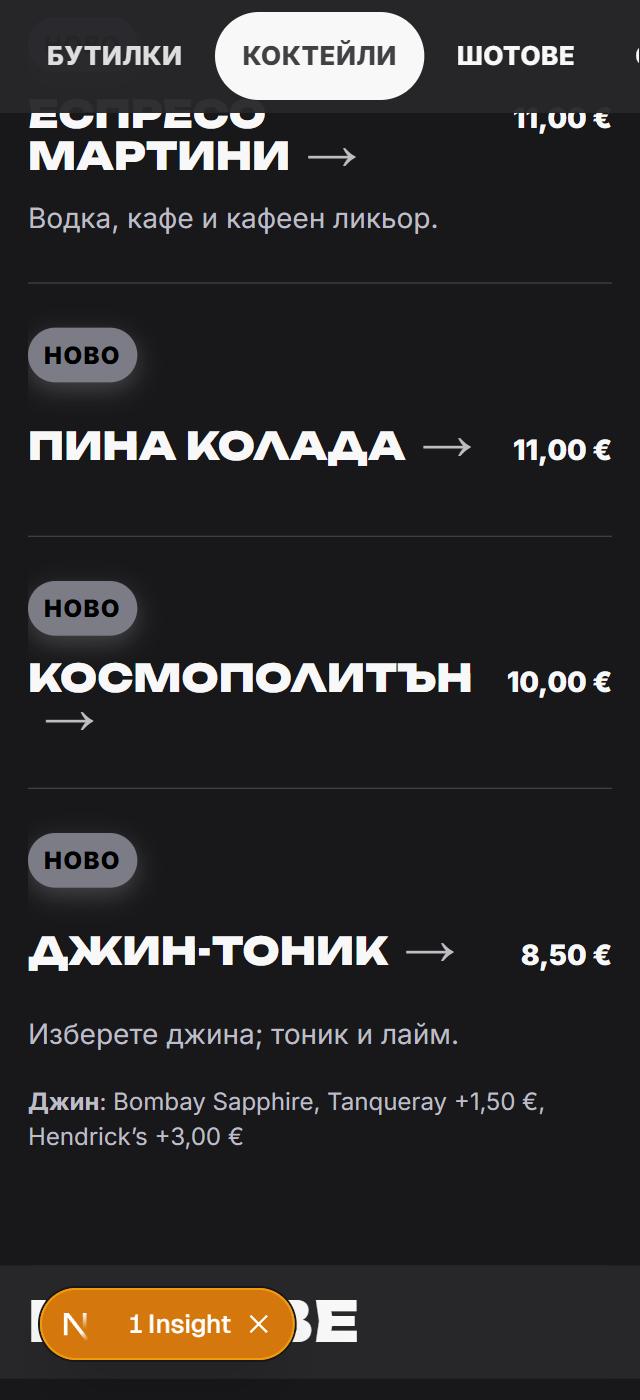 БУТИЛКИ КОКТЕЙЛИ ШОТОВЕ
ЕСПРЕСО 11,00 €
МАРТИНИ →
Водка, кафе и кафеен ликьор.
НОВО
ПИНА КОЛАДА → 11,00 €
НОВО
КОСМОПОЛИТЪН 10,00 €
→
НОВО
ДЖИН-ТОНИК → 8,50 €
Изберете джина; тоник и лайм.
Джин: Bombay Sapphire, Tanqueray +1,50 €,
Hendrick’s +3,00 €
N 1 Insight ×